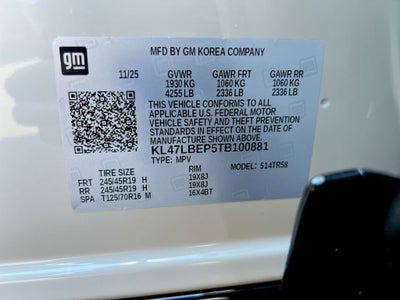 gm
MFD BY GM KOREA COMPANY
11/25 GVWR GAWR FRT GAWR RR
1930 KG 1060 KG 1060 KG
4255 LB 2336 LB 2336 LB
THIS VEHICLE CONFORMS TO ALL
APPLICABLE U.S. FEDERAL MOTOR
VEHICLE SAFETY AND THEFT PREVENTION
STANDARDS IN EFFECT ON THE DATE OF
MANUFACTURE SHOWN ABOVE.
KL47LBEP5TB100881
TYPE: MPV 514TR58
TIRE SIZE RIM
FRT 245/45R19 H 19X8J
RR 245/45R19 H 19X8J
SPA T125/70R16 M 16X4BT